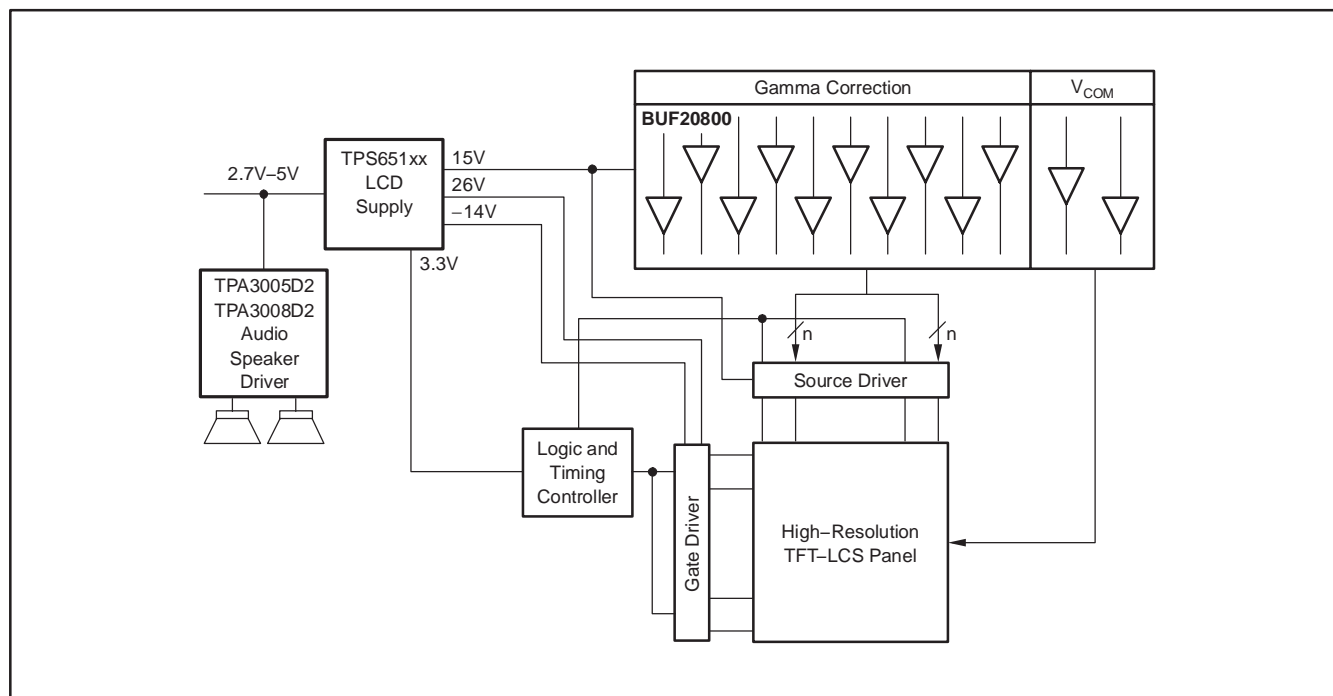 Gamma Correction
V_COM
BUF20800
TPS651xx
LCD
Supply
15V
26V
−14V
3.3V
2.7V−5V
TPA3005D2
TPA3008D2
Audio
Speaker
Driver
n
n
Source Driver
Logic and
Timing
Controller
Gate Driver
High−Resolution
TFT−LCS Panel